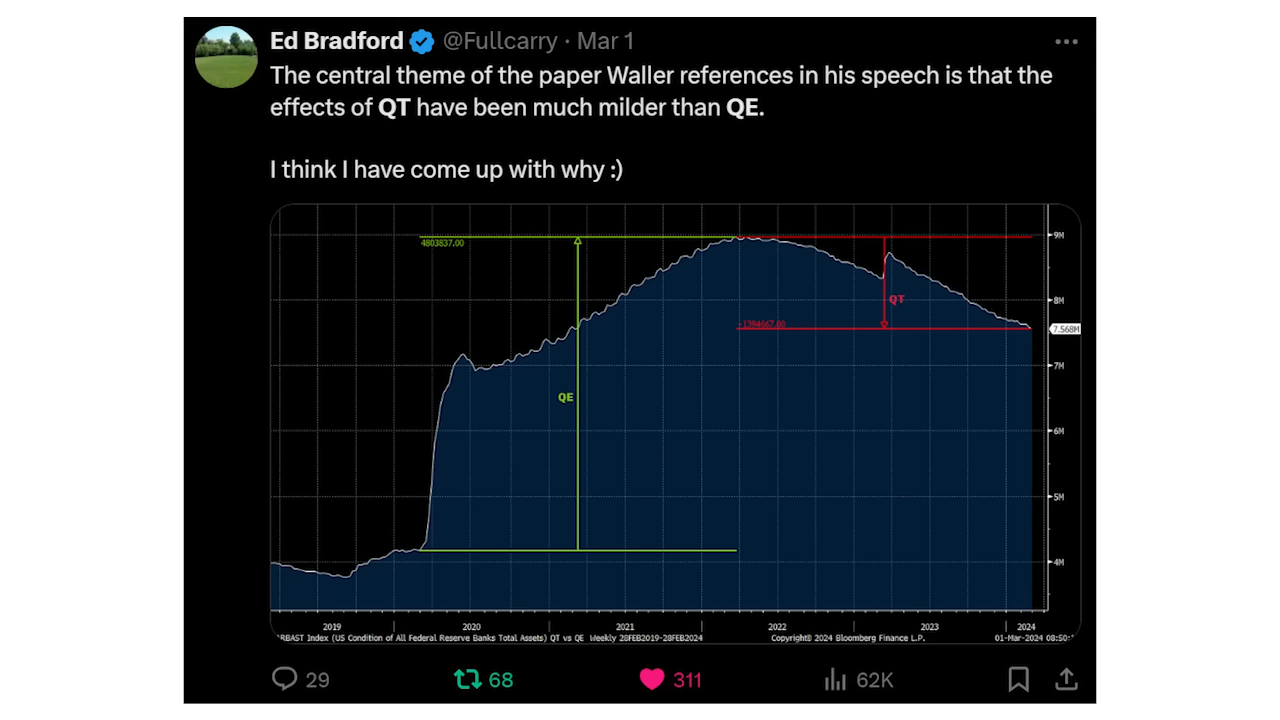 Ed Bradford @Fullcarry · Mar 1
The central theme of the paper Waller references in his speech is that the
effects of QT have been much milder than QE.
I think I have come up with why :)
4803837.00
9M
QT
8M
-1394667.00
7.568M
7M
QE
6M
5M
4M
2019 2020 2021 2022 2023 2024
RBAST Index (US Condition of All Federal Reserve Banks Total Assets) QT vs QE Weekly 28FEB2019-28FEB2024 Copyright© 2024 Bloomberg Finance L.P. 01-Mar-2024 08:50:
29 68 311 62K